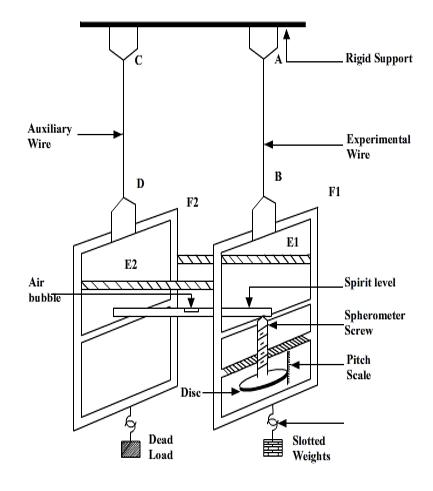 C
A
Rigid Support
Auxiliary
Wire
Experimental
Wire
D
B
F2
F1
E1
E2
Air
bubble
Spirit level
Spherometer
Screw
Pitch
Scale
Disc
Dead
Load
Slotted
Weights